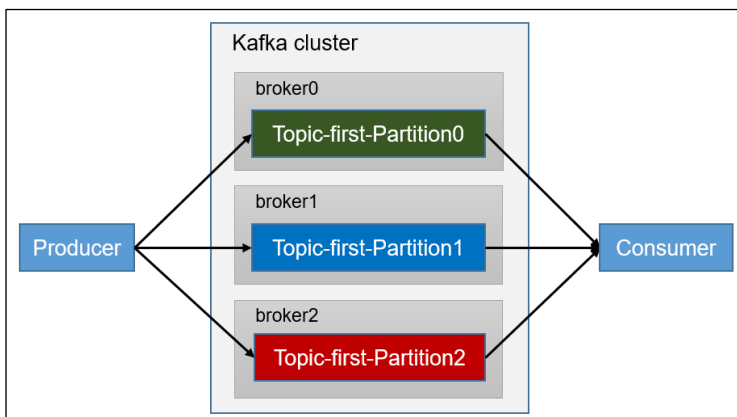 Kafka cluster
broker0
Topic-first-Partition0
broker1
Producer
Topic-first-Partition1
Consumer
broker2
Topic-first-Partition2